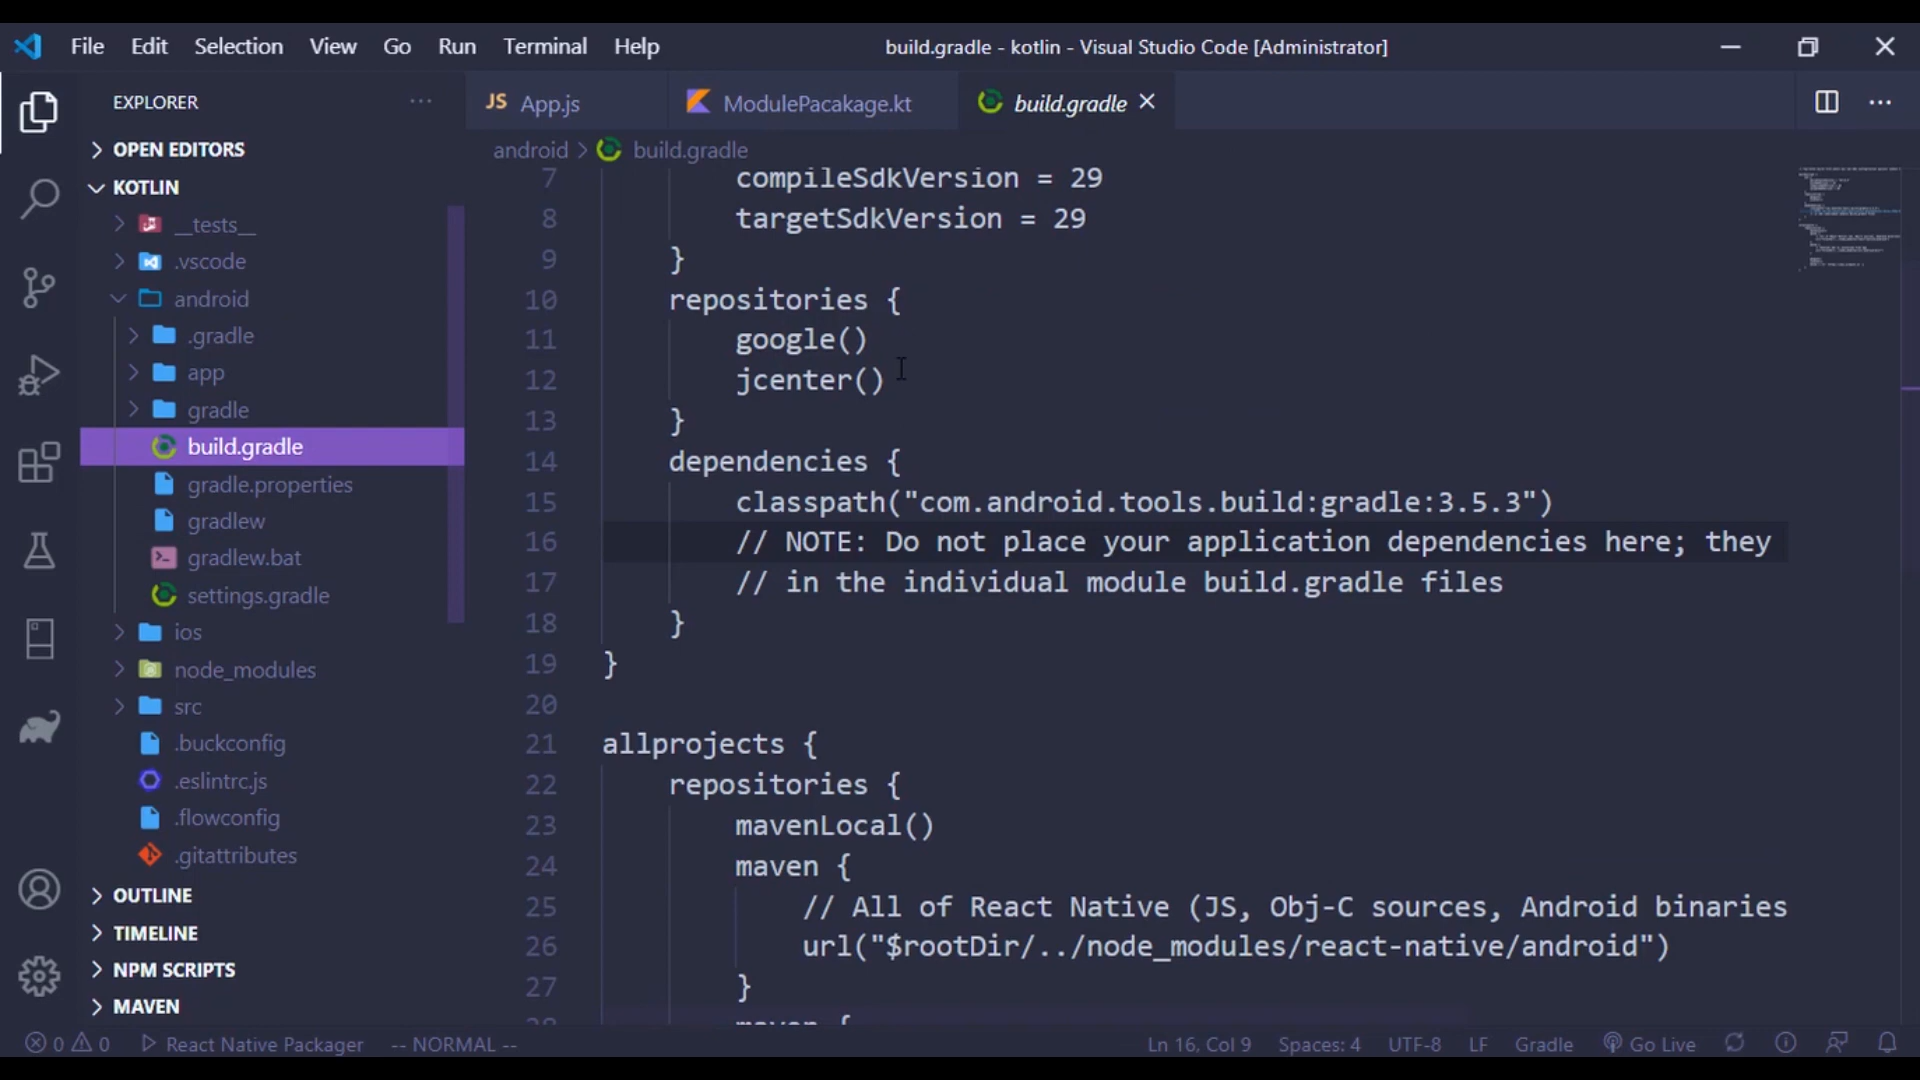 File Edit Selection View Go Run Terminal Help
build.gradle - kotlin - Visual Studio Code [Administrator]
EXPLORER
JS App.js
ModulePacakage.kt
build.gradle
OPEN EDITORS
KOTLIN
__tests__
.vscode
android
.gradle
app
gradle
build.gradle
gradle.properties
gradlew
gradlew.bat
settings.gradle
ios
node_modules
src
.buckconfig
.eslintrc.js
.flowconfig
.gitattributes
OUTLINE
TIMELINE
NPM SCRIPTS
MAVEN
android > build.gradle
7 compileSdkVersion = 29
8 targetSdkVersion = 29
9 }
10 repositories {
11 google()
12 jcenter()
13 }
14 dependencies {
15 classpath("com.android.tools.build:gradle:3.5.3")
16 // NOTE: Do not place your application dependencies here; they
17 // in the individual module build.gradle files
18 }
19 }
20
21 allprojects {
22 repositories {
23 mavenLocal()
24 maven {
25 // All of React Native (JS, Obj-C sources, Android binaries
26 url("$rootDir/../node_modules/react-native/android")
27 }
28 maven {
0 0 React Native Packager -- NORMAL -- Ln 16, Col 9 Spaces: 4 UTF-8 LF Gradle Go Live